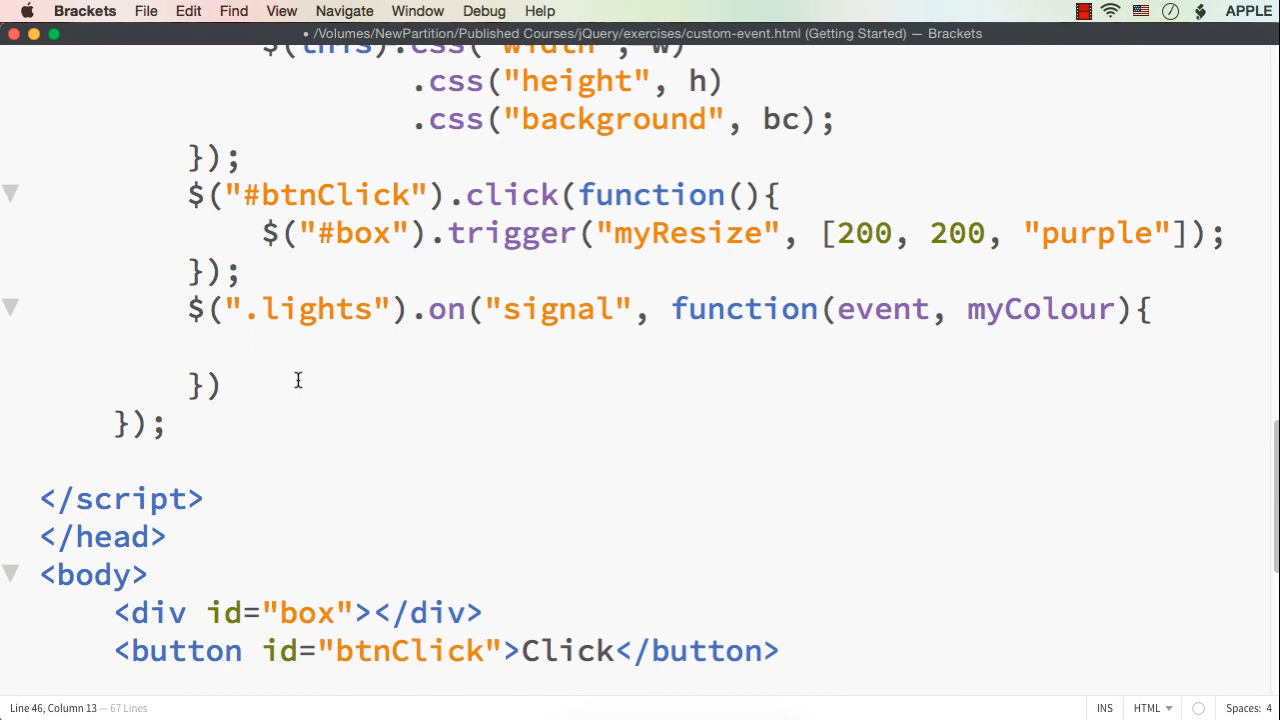 Brackets File Edit Find View Navigate Window Debug Help APPLE
• /Volumes/NewPartition/Published Courses/jQuery/exercises/custom-event.html (Getting Started) — Brackets
$(this).css("width", w)
.css("height", h)
.css("background", bc);
});
$("#btnClick").click(function(){
$("#box").trigger("myResize", [200, 200, "purple"]);
});
$(".lights").on("signal", function(event, myColour){
})
});
</script>
</head>
<body>
<div id="box"></div>
<button id="btnClick">Click</button>
Line 46, Column 13 — 67 Lines INS HTML Spaces: 4